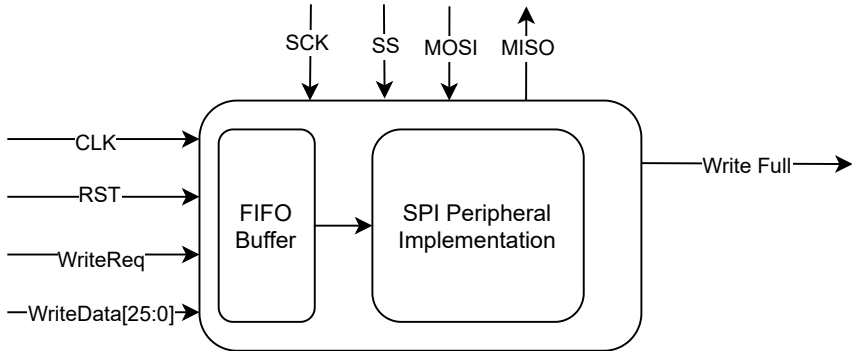 SCK
SS
MOSI
MISO
CLK
RST
WriteReq
WriteData[25:0]
FIFO
Buffer
SPI Peripheral
Implementation
Write Full